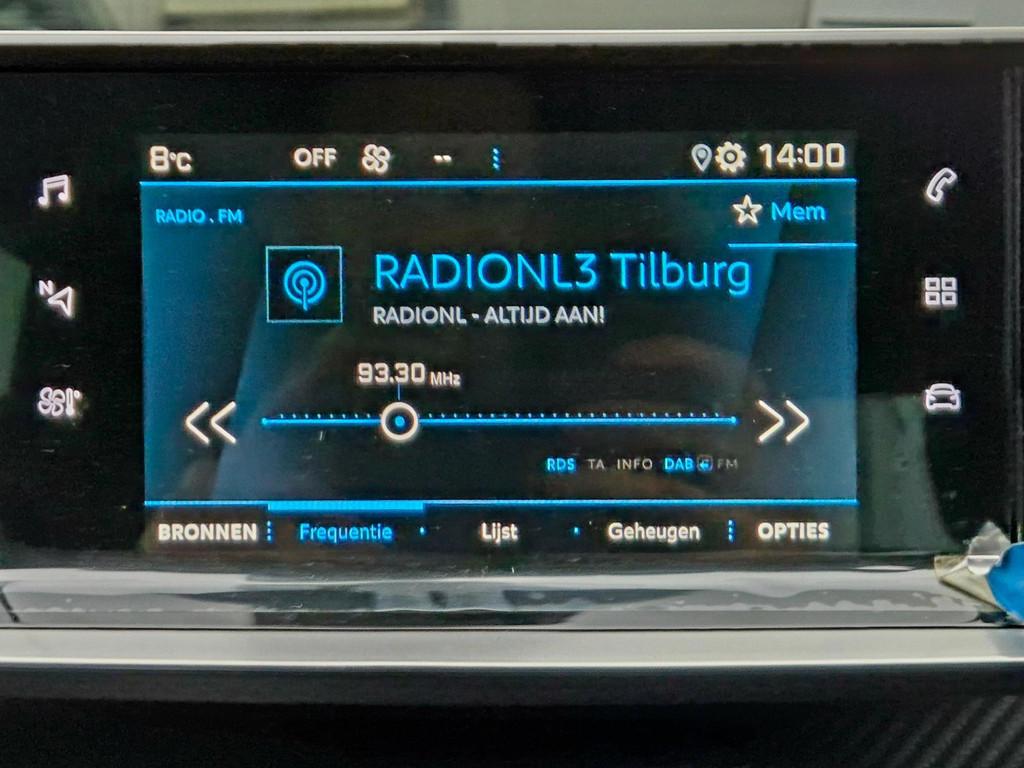 8°C OFF -- 14:00
RADIO . FM
Mem
RADIONL3 Tilburg
RADIONL - ALTIJD AAN!
93.30 MHz
N
RDS TA INFO DAB FM
BRONNEN Frequentie Lijst Geheugen OPTIES